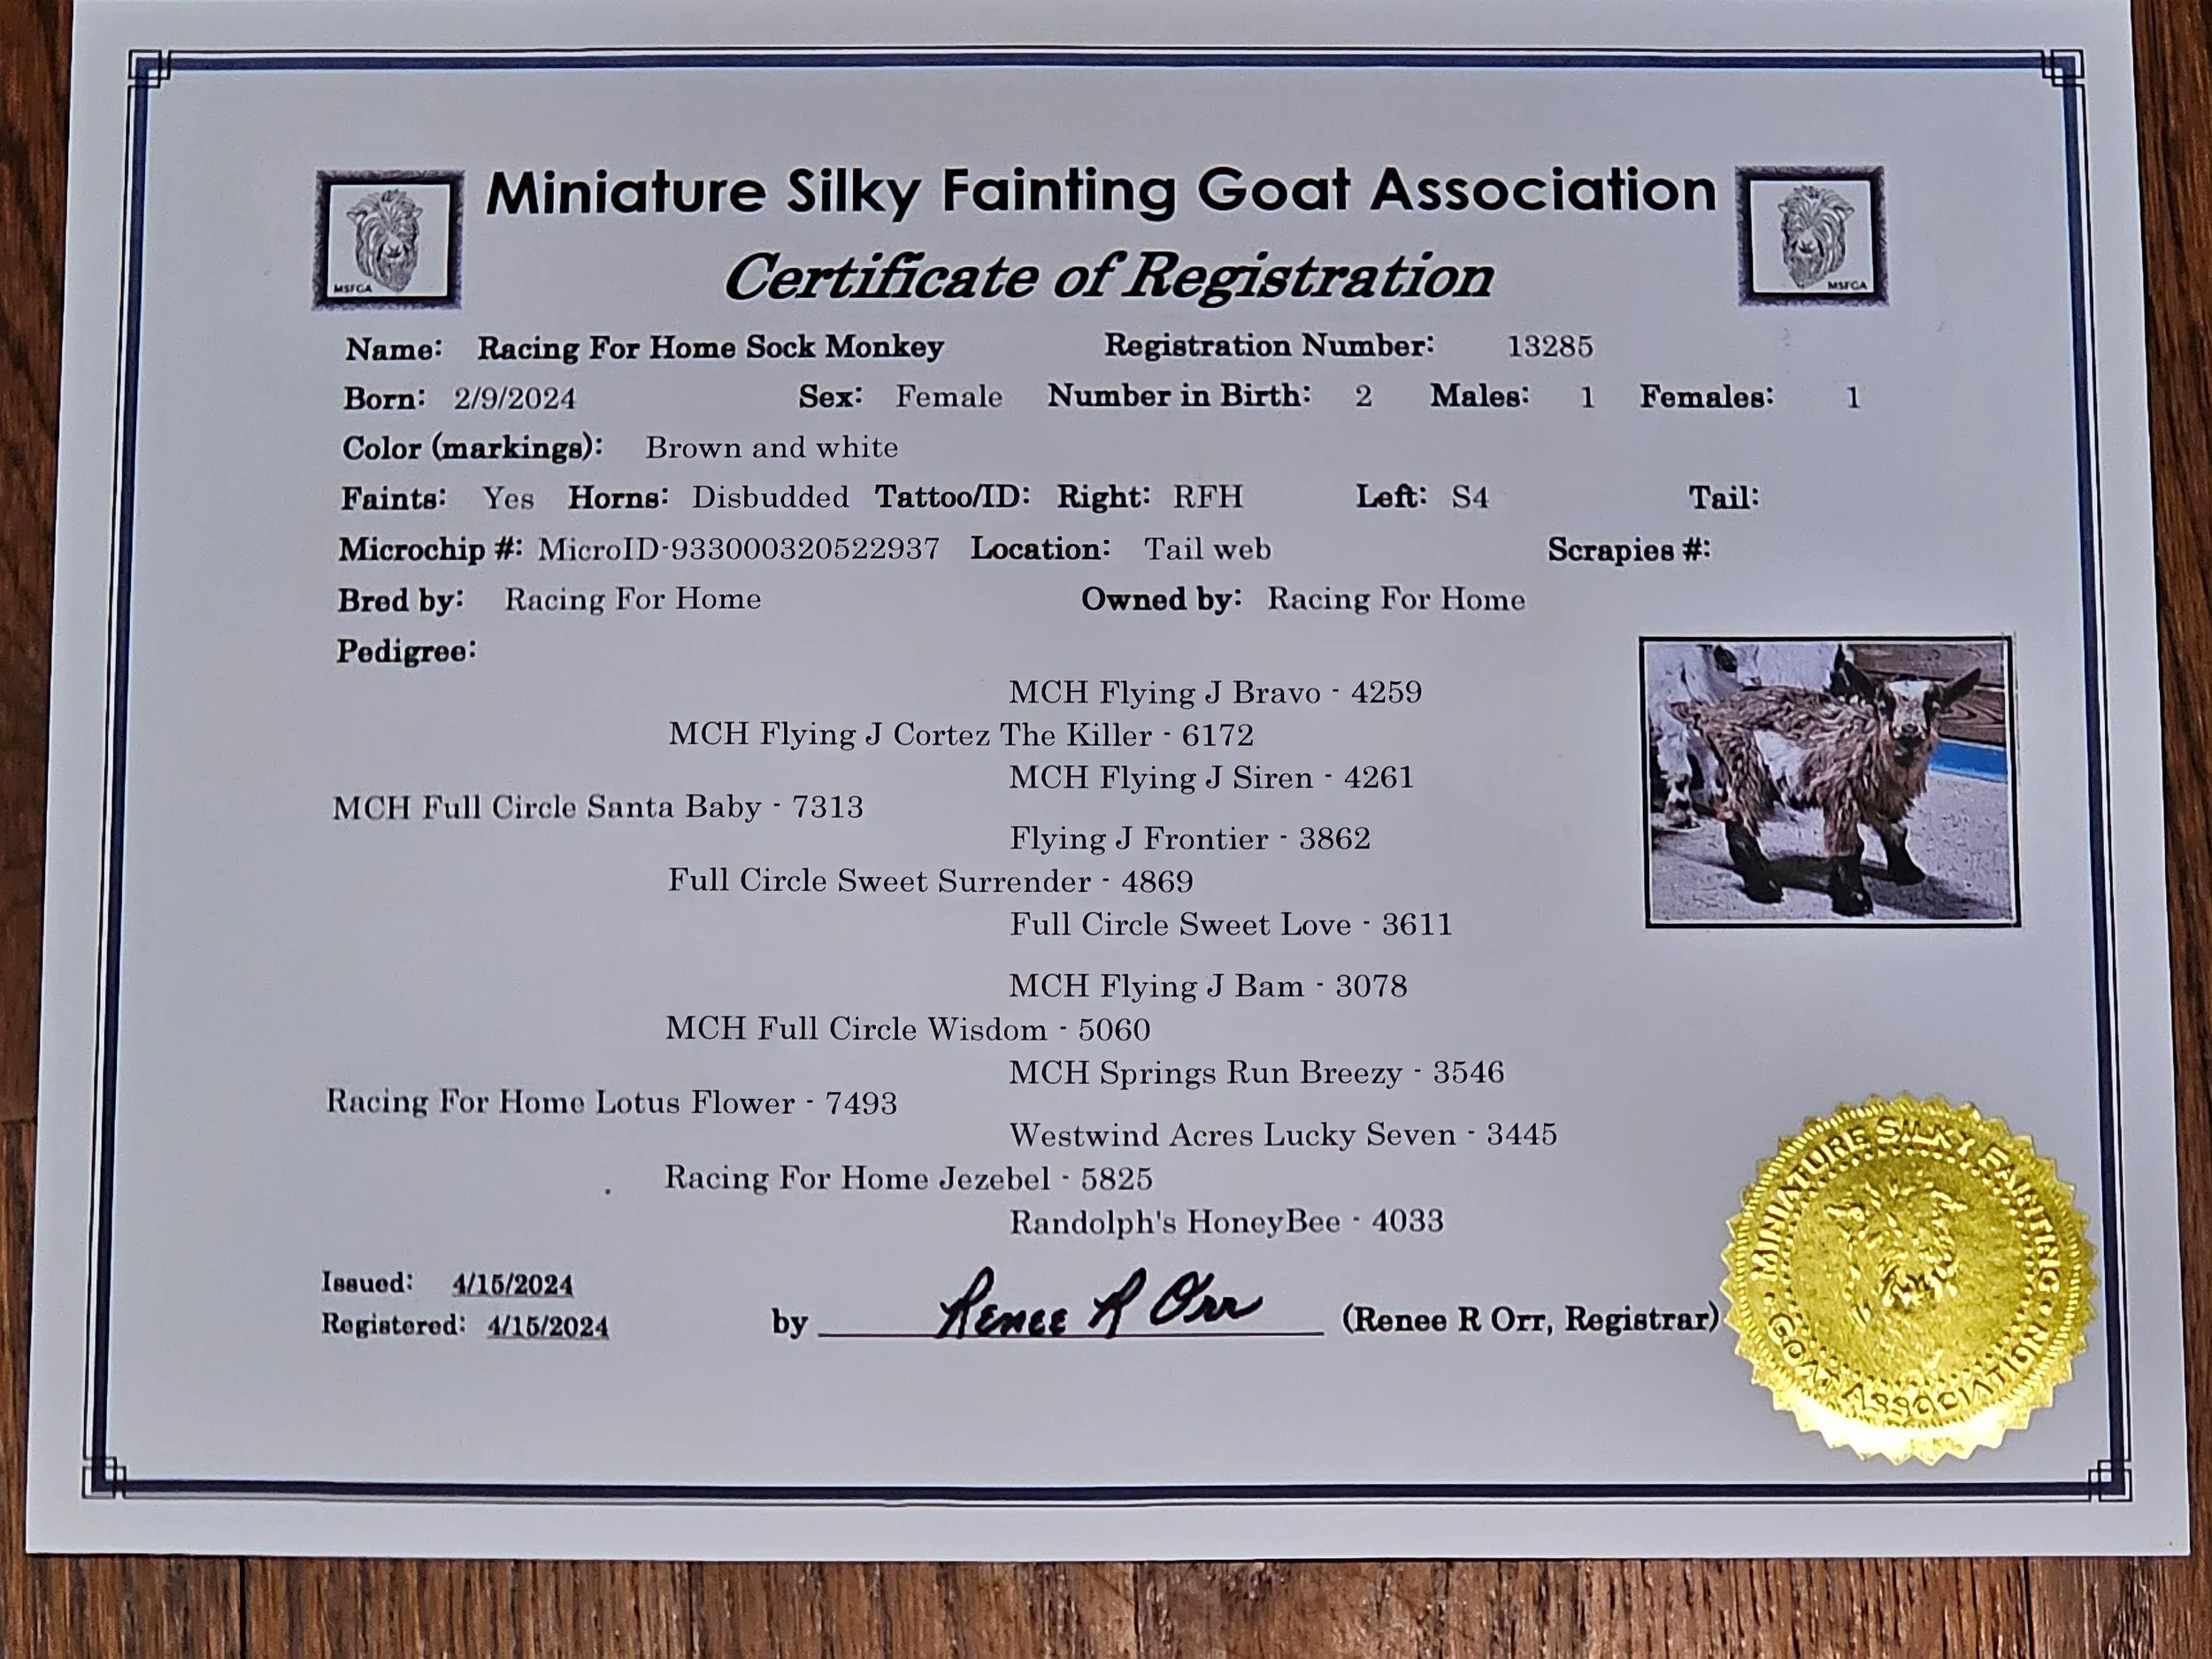 Miniature Silky Fainting Goat Association
Certificate of Registration
MSFGA
MSFGA
Name: Racing For Home Sock Monkey Registration Number: 13285
Born: 2/9/2024 Sex: Female Number in Birth: 2 Males: 1 Females: 1
Color (markings): Brown and white
Faints: Yes Horns: Disbudded Tattoo/ID: Right: RFH Left: S4 Tail:
Microchip #: MicroID-933000320522937 Location: Tail web Scrapies #:
Bred by: Racing For Home Owned by: Racing For Home
Pedigree:
MCH Flying J Bravo - 4259
MCH Flying J Cortez The Killer - 6172
MCH Flying J Siren - 4261
MCH Full Circle Santa Baby - 7313
Flying J Frontier - 3862
Full Circle Sweet Surrender - 4869
Full Circle Sweet Love - 3611
MCH Flying J Bam - 3078
MCH Full Circle Wisdom - 5060
MCH Springs Run Breezy - 3546
Racing For Home Lotus Flower - 7493
Westwind Acres Lucky Seven - 3445
Racing For Home Jezebel - 5825
Randolph's HoneyBee - 4033
Issued: 4/15/2024
Registered: 4/15/2024 by Renee R Orr (Renee R Orr, Registrar)
MINIATURE SILKY FAINTING
GOAT ASSOCIATION